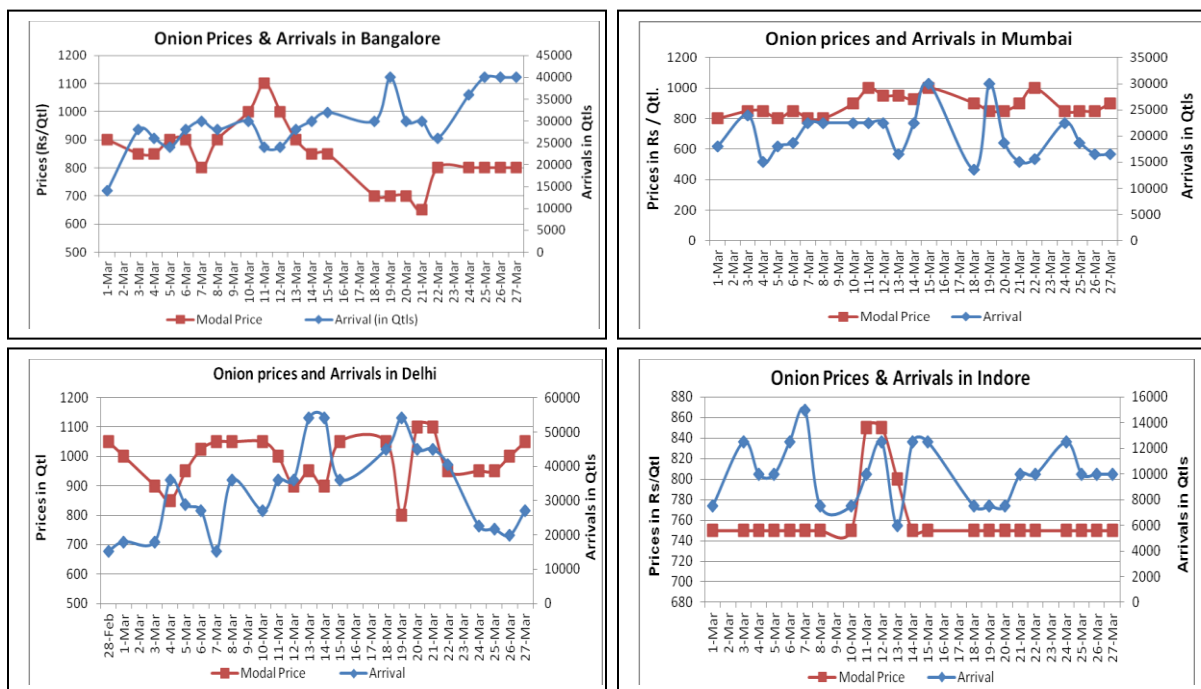 Onion Prices & Arrivals in Bangalore
Prices (Rs/Qtl)
1200
1100
1000
900
800
700
600
500
45000
40000
35000
30000
25000
20000
15000
10000
5000
0
Arrivals in Qtls
1-Mar
2-Mar
3-Mar
4-Mar
5-Mar
6-Mar
7-Mar
8-Mar
9-Mar
10-Mar
11-Mar
12-Mar
13-Mar
14-Mar
15-Mar
16-Mar
17-Mar
18-Mar
19-Mar
20-Mar
21-Mar
22-Mar
23-Mar
24-Mar
25-Mar
26-Mar
27-Mar
Modal Price
Arrival (in Qtls)
Onion prices and Arrivals in Mumbai
Prices in Rs / Qtl.
1200
1000
800
600
400
200
0
35000
30000
25000
20000
15000
10000
5000
0
Arrivals in Qtls
1-Mar
2-Mar
3-Mar
4-Mar
5-Mar
6-Mar
7-Mar
8-Mar
9-Mar
10-Mar
11-Mar
12-Mar
13-Mar
14-Mar
15-Mar
16-Mar
17-Mar
18-Mar
19-Mar
20-Mar
21-Mar
22-Mar
23-Mar
24-Mar
25-Mar
26-Mar
27-Mar
Modal Price
Arrival
Onion prices and Arrivals in Delhi
Prices in Qtl
1200
1100
1000
900
800
700
600
500
60000
50000
40000
30000
20000
10000
0
Arrivals in Qtls
28-Feb
1-Mar
2-Mar
3-Mar
4-Mar
5-Mar
6-Mar
7-Mar
8-Mar
9-Mar
10-Mar
11-Mar
12-Mar
13-Mar
14-Mar
15-Mar
16-Mar
17-Mar
18-Mar
19-Mar
20-Mar
21-Mar
22-Mar
23-Mar
24-Mar
25-Mar
26-Mar
27-Mar
Modal Price
Arrival
Onion Prices & Arrivals in Indore
Prices in Rs/Qtl
880
860
840
820
800
780
760
740
720
700
680
16000
14000
12000
10000
8000
6000
4000
2000
0
Arrivals in Qtls
1-Mar
2-Mar
3-Mar
4-Mar
5-Mar
6-Mar
7-Mar
8-Mar
9-Mar
10-Mar
11-Mar
12-Mar
13-Mar
14-Mar
15-Mar
16-Mar
17-Mar
18-Mar
19-Mar
20-Mar
21-Mar
22-Mar
23-Mar
24-Mar
25-Mar
26-Mar
27-Mar
Modal Price
Arrival